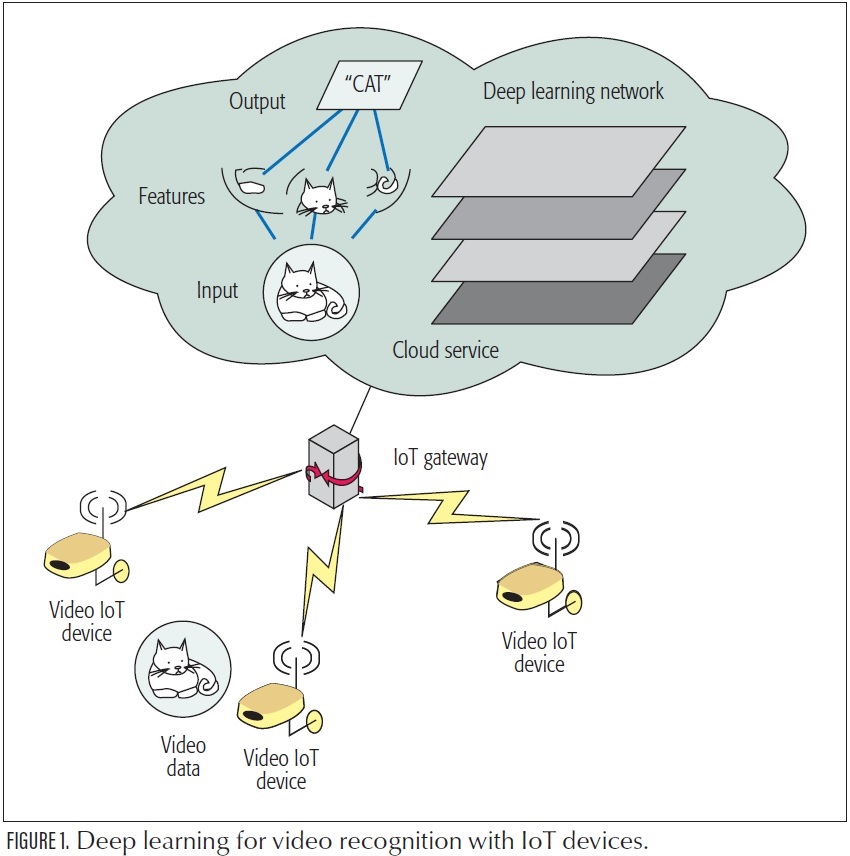 "CAT"
Output
Deep learning network
Features
Input
Cloud service
IoT gateway
Video IoT
device
Video IoT
device
Video
data
Video IoT
device
FIGURE 1. Deep learning for video recognition with IoT devices.